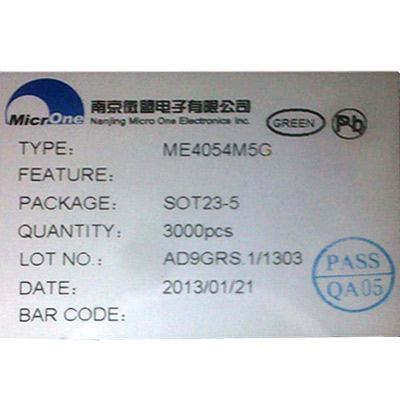 MicrOne
南京微盟电子有限公司
Nanjing Micro One Electronics Inc.
GREEN
Pb
TYPE: ME4054M5G
FEATURE:
PACKAGE: SOT23-5
QUANTITY: 3000pcs
LOT NO.: AD9GRS.1/1303
DATE: 2013/01/21
BAR CODE:
PASS
QA05